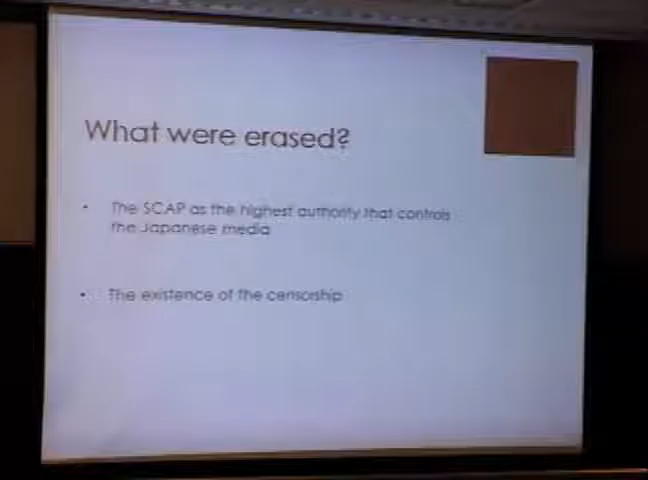 What were erased?
• The SCAP as the highest authority that controls
the Japanese media
• The existence of the censorship